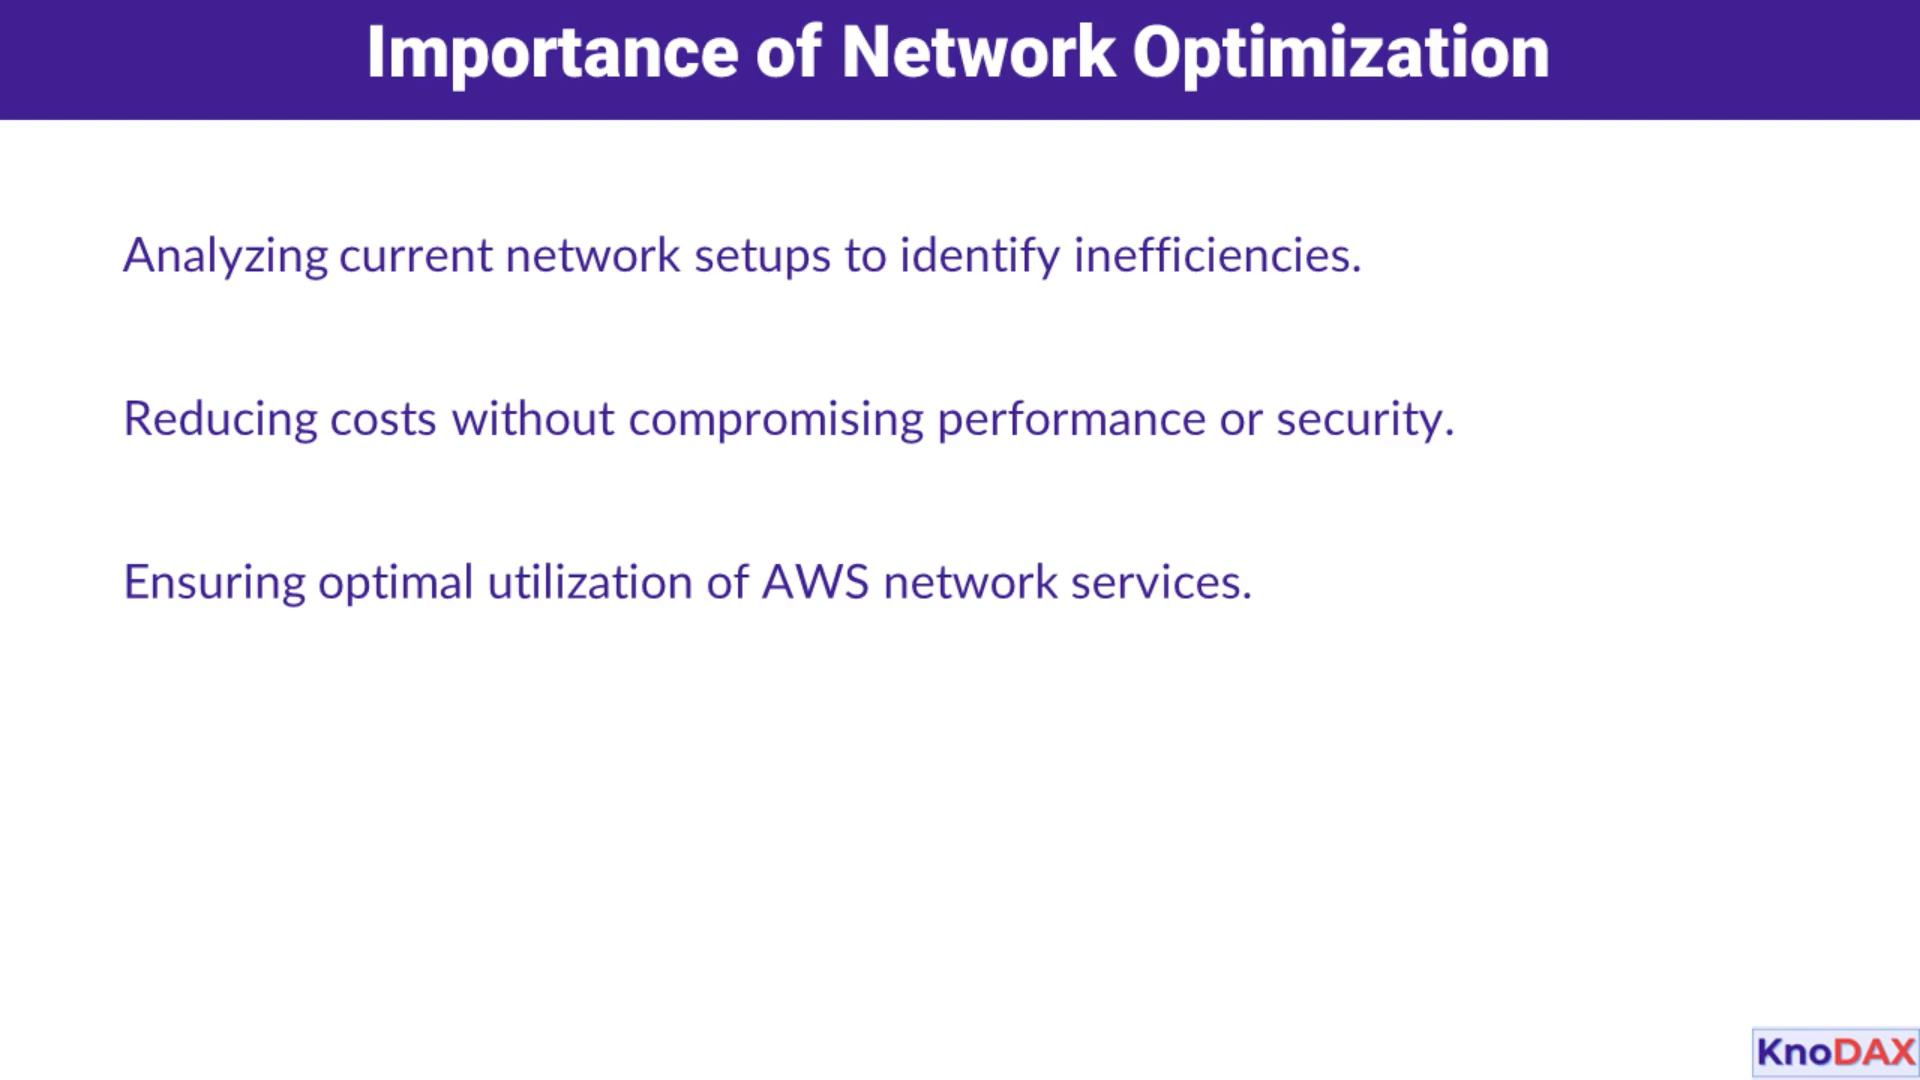 Importance of Network Optimization
Analyzing current network setups to identify inefficiencies.
Reducing costs without compromising performance or security.
Ensuring optimal utilization of AWS network services.
KnoDAX